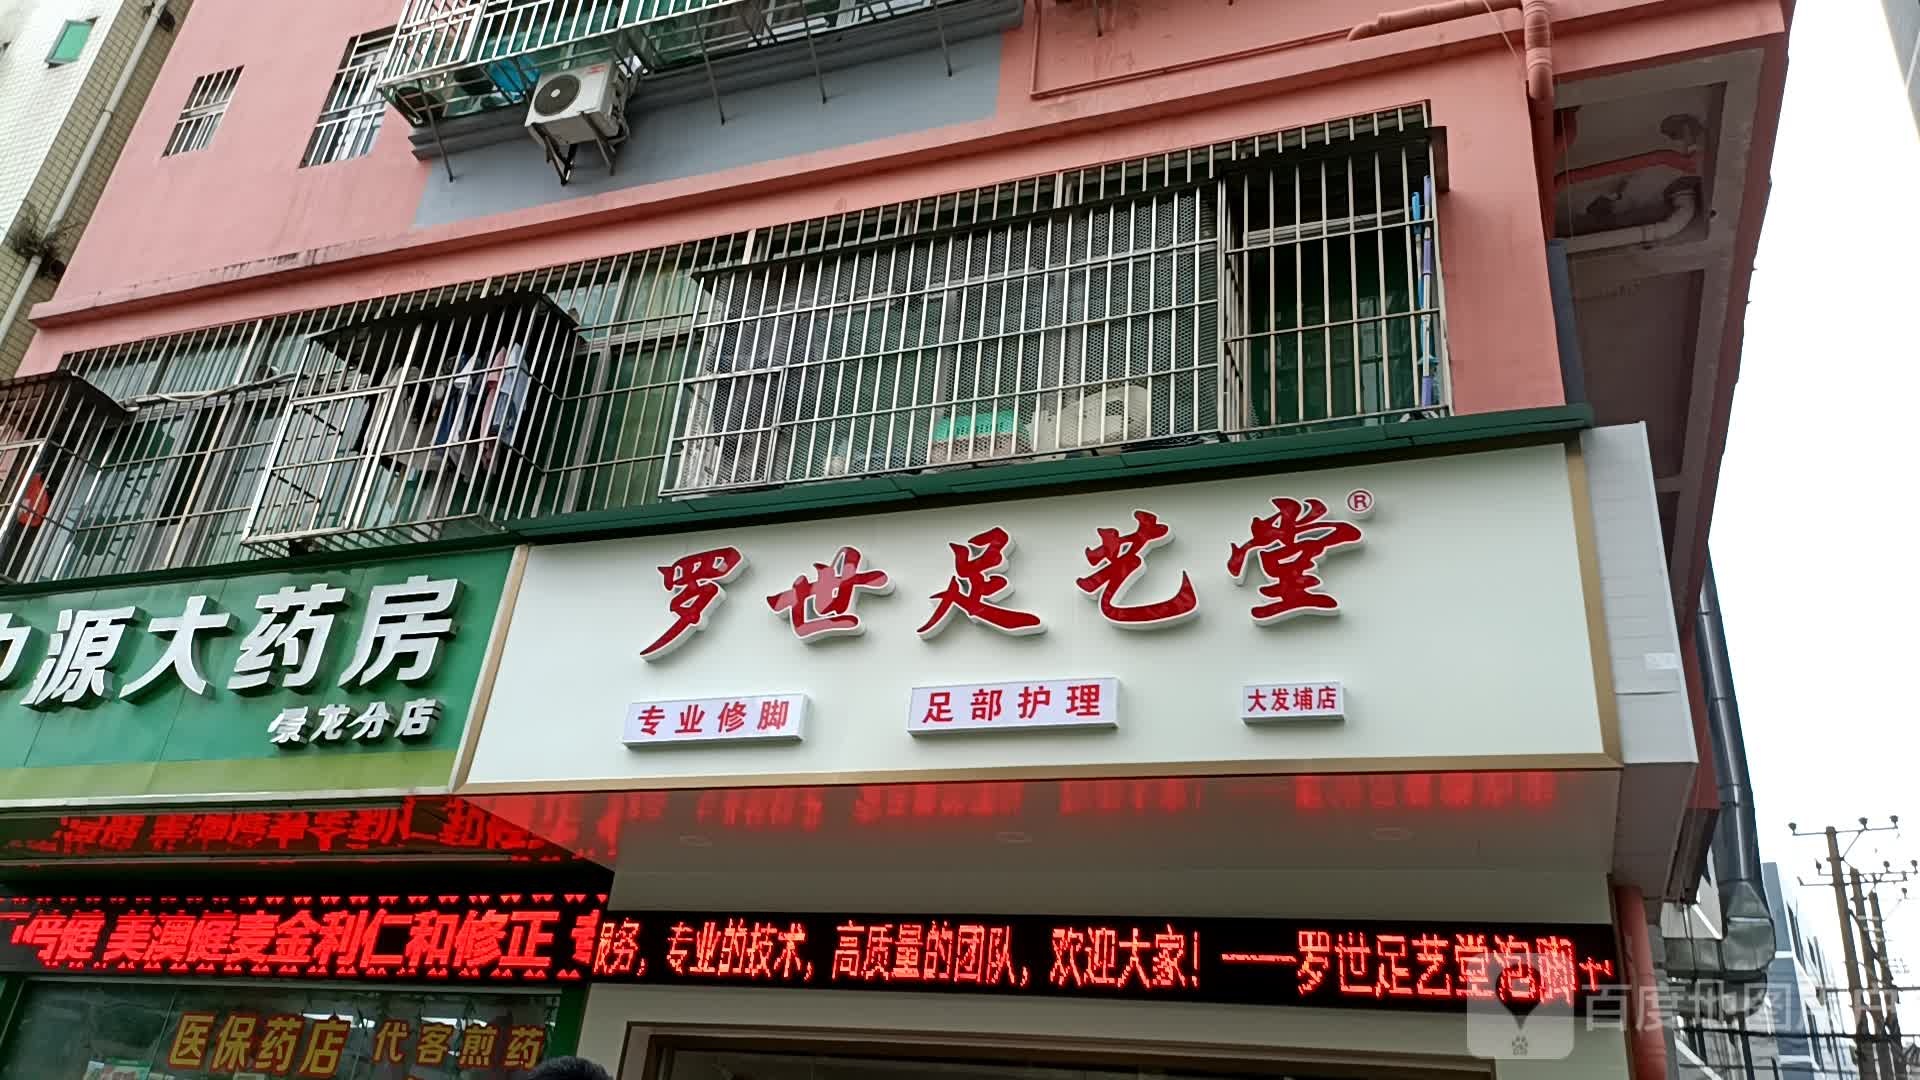 罗世足艺堂®
专业修脚 足部护理 大发埔店
源大药房
景龙分店
美澳健麦金利仁和修正
务，专业的技术，高质量的团队，欢迎大家！——罗世足艺堂泡脚
医保药店 代客煎药
百度地图